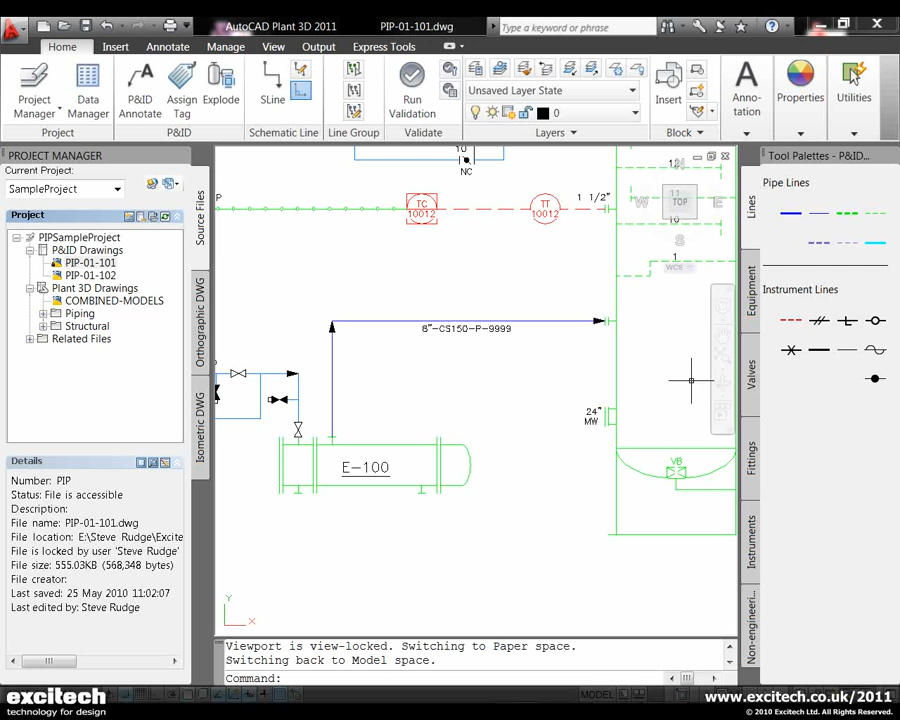 AutoCAD Plant 3D 2011 PIP-01-101.dwg Type a keyword or phrase
Home Insert Annotate Manage View Output Express Tools
Project Manager
Data Manager
P&ID Annotate
Assign Tag
Explode
SLine
Run Validation
Unsaved Layer State
0
Insert
Anno-tation
Properties
Utilities
Project P&ID Schematic Line Line Group Validate Layers Block
PROJECT MANAGER
Current Project:
SampleProject
Project
PIPSampleProject
P&ID Drawings
PIP-01-101
PIP-01-102
Plant 3D Drawings
COMBINED-MODELS
Piping
Structural
Related Files
Source Files
Orthographic DWG
Isometric DWG
Details
Number: PIP
Status: File is accessible
Description:
File name: PIP-01-101.dwg
File location: E:\Steve Rudge\Excite
File is locked by user 'Steve Rudge'
File size: 555.03KB (568,348 bytes)
File creator:
Last saved: 25 May 2010 11:02:07
Last edited by: Steve Rudge
10
NC
P
TC
10012
TT
10012
1 1/2"
N
W
11
TOP
E
10
S
1
WCS
8"-CS150-P-9999
24"
MW
VB
E-100
Y
X
Viewport is view-locked. Switching to Paper space.
Switching back to Model space.
Command:
MODEL
Tool Palettes - P&ID...
Pipe Lines
Instrument Lines
Lines
Equipment
Valves
Fittings
Instruments
Non-engineeri...
excitech
technology for design
www.excitech.co.uk/2011
© 2010 Excitech Ltd. All Rights Reserved.